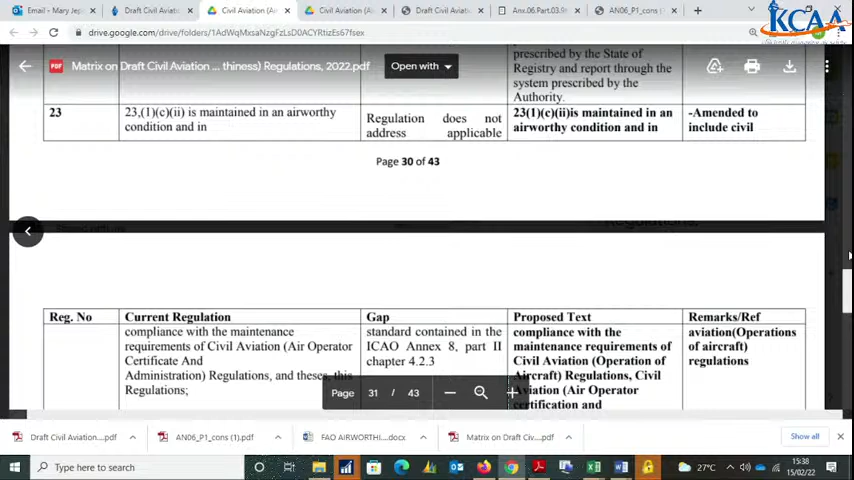 Email - Mary Jep
Draft Civil Aviatio
Civil Aviation (Air
Civil Aviation (A
Draft Civil Aviatio
Anx.06.Part.03.9t
AN06_P1_cons (
KCAA
drive.google.com/drive/folders/1AdWqMxsaNzgFzLsD0ACYRtizEs67fsex
Matrix on Draft Civil Aviation ... thiness) Regulations, 2022.pdf
Open with
prescribed by the State of
Registry and report through the
system prescribed by the
Authority.
23
23,(1)(c)(ii) is maintained in an airworthy
condition and in
Regulation does not
address applicable
23(1)(c)(ii)is maintained in an
airworthy condition and in
-Amended to
include civil
Page 30 of 43
Regulations,
Reg. No
Current Regulation
Gap
Proposed Text
Remarks/Ref
compliance with the maintenance
requirements of Civil Aviation (Air Operator
Certificate And
Administration) Regulations, and theses, this
Regulations;
standard contained in the
ICAO Annex 8, part II
chapter 4.2.3
compliance with the
maintenance requirements of
Civil Aviation (Operation of
Aircraft) Regulations, Civil
Aviation (Air Operator
certification and
aviation(Operations
of aircraft)
regulations
Page 31 / 43
Draft Civil Aviation....pdf
AN06_P1_cons (1).pdf
FAO AIRWORTHI....docx
Matrix on Draft Civ....pdf
Show all
Type here to search
27°C
15:38
15/02/22